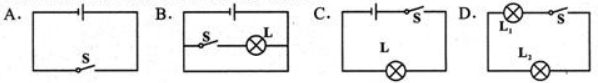 A. S
B. S L
C. S L
D. L₁ S L₂